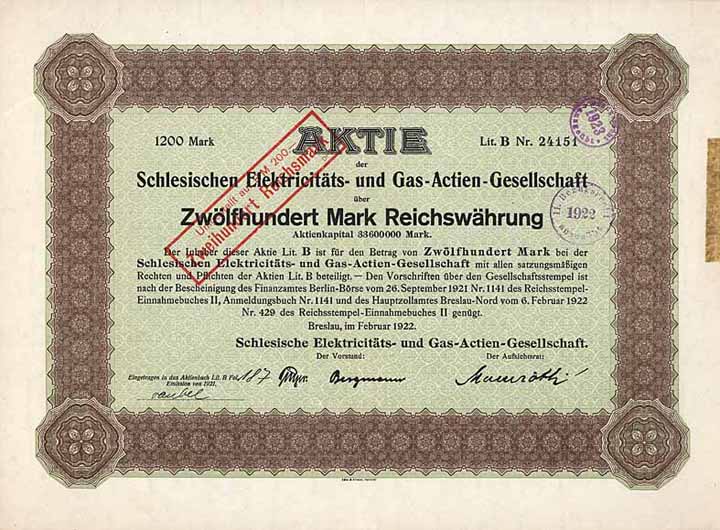 1200 Mark
AKTIE
Lit. B Nr. 24151
der
Schlesischen Elektricitäts- und Gas-Actien-Gesellschaft
über
Zwölfhundert Mark Reichswährung
Aktienkapital 33600000 Mark.
Der Inhaber dieser Aktie Lit. B ist für den Betrag von Zwölfhundert Mark bei der
Schlesischen Elektricitäts- und Gas-Actien-Gesellschaft mit allen satzungsmäßigen
Rechten und Pflichten der Aktien Lit. B beteiligt. — Den Vorschriften über den Gesellschaftsstempel ist
nach der Bescheinigung des Finanzamtes Berlin-Börse vom 26. September 1921 Nr. 1141 des Reichsstempel-
Einnahmebuches II, Anmeldungsbuch Nr. 1141 und des Hauptzollamtes Breslau-Nord vom 6. Februar 1922
Nr. 429 des Reichsstempel-Einnahmebuches II genügt.
Breslau, im Februar 1922.
Schlesische Elektricitäts- und Gas-Actien-Gesellschaft.
Der Vorstand:
Der Aufsichtsrat:
Eingetragen in das Aktienbuch Lit. B Fol. 187
Emission von 1921.
Bergmann
Umgestellt auf RM 200.—
Zweihundert Reichsmark
1923
1922